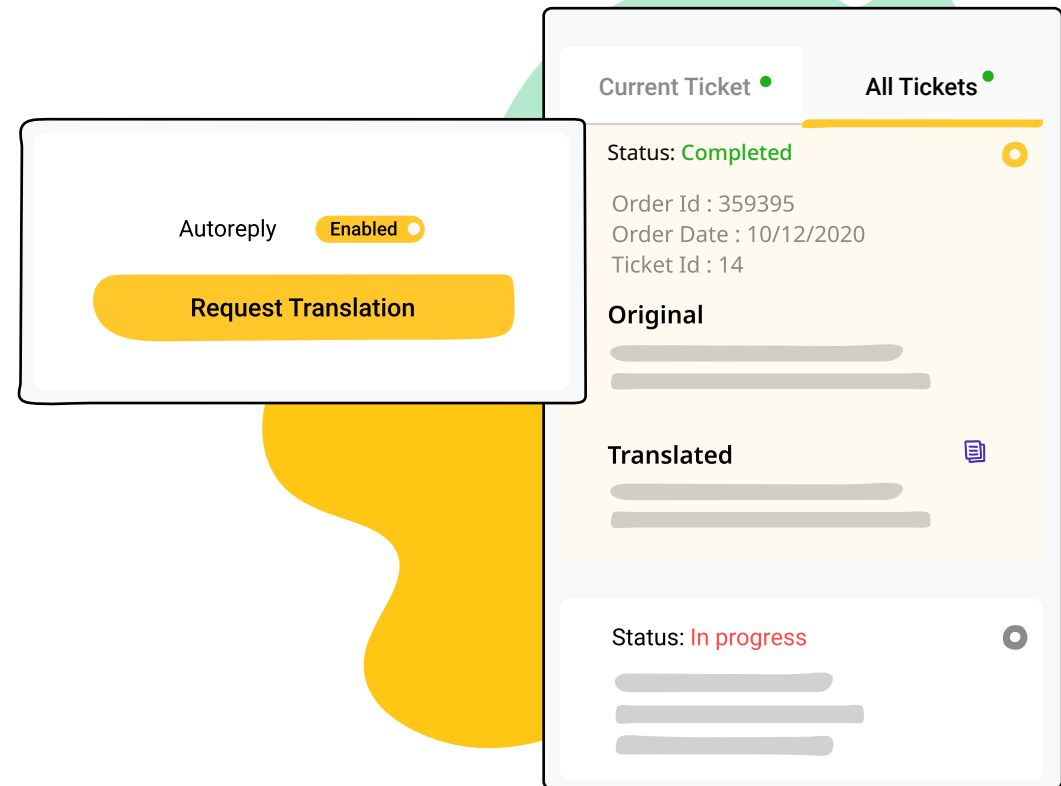 Autoreply
Enabled
Request Translation
Current Ticket
All Tickets
Status: Completed
Order Id : 359395
Order Date : 10/12/2020
Ticket Id : 14
Original
Translated
Status: In progress